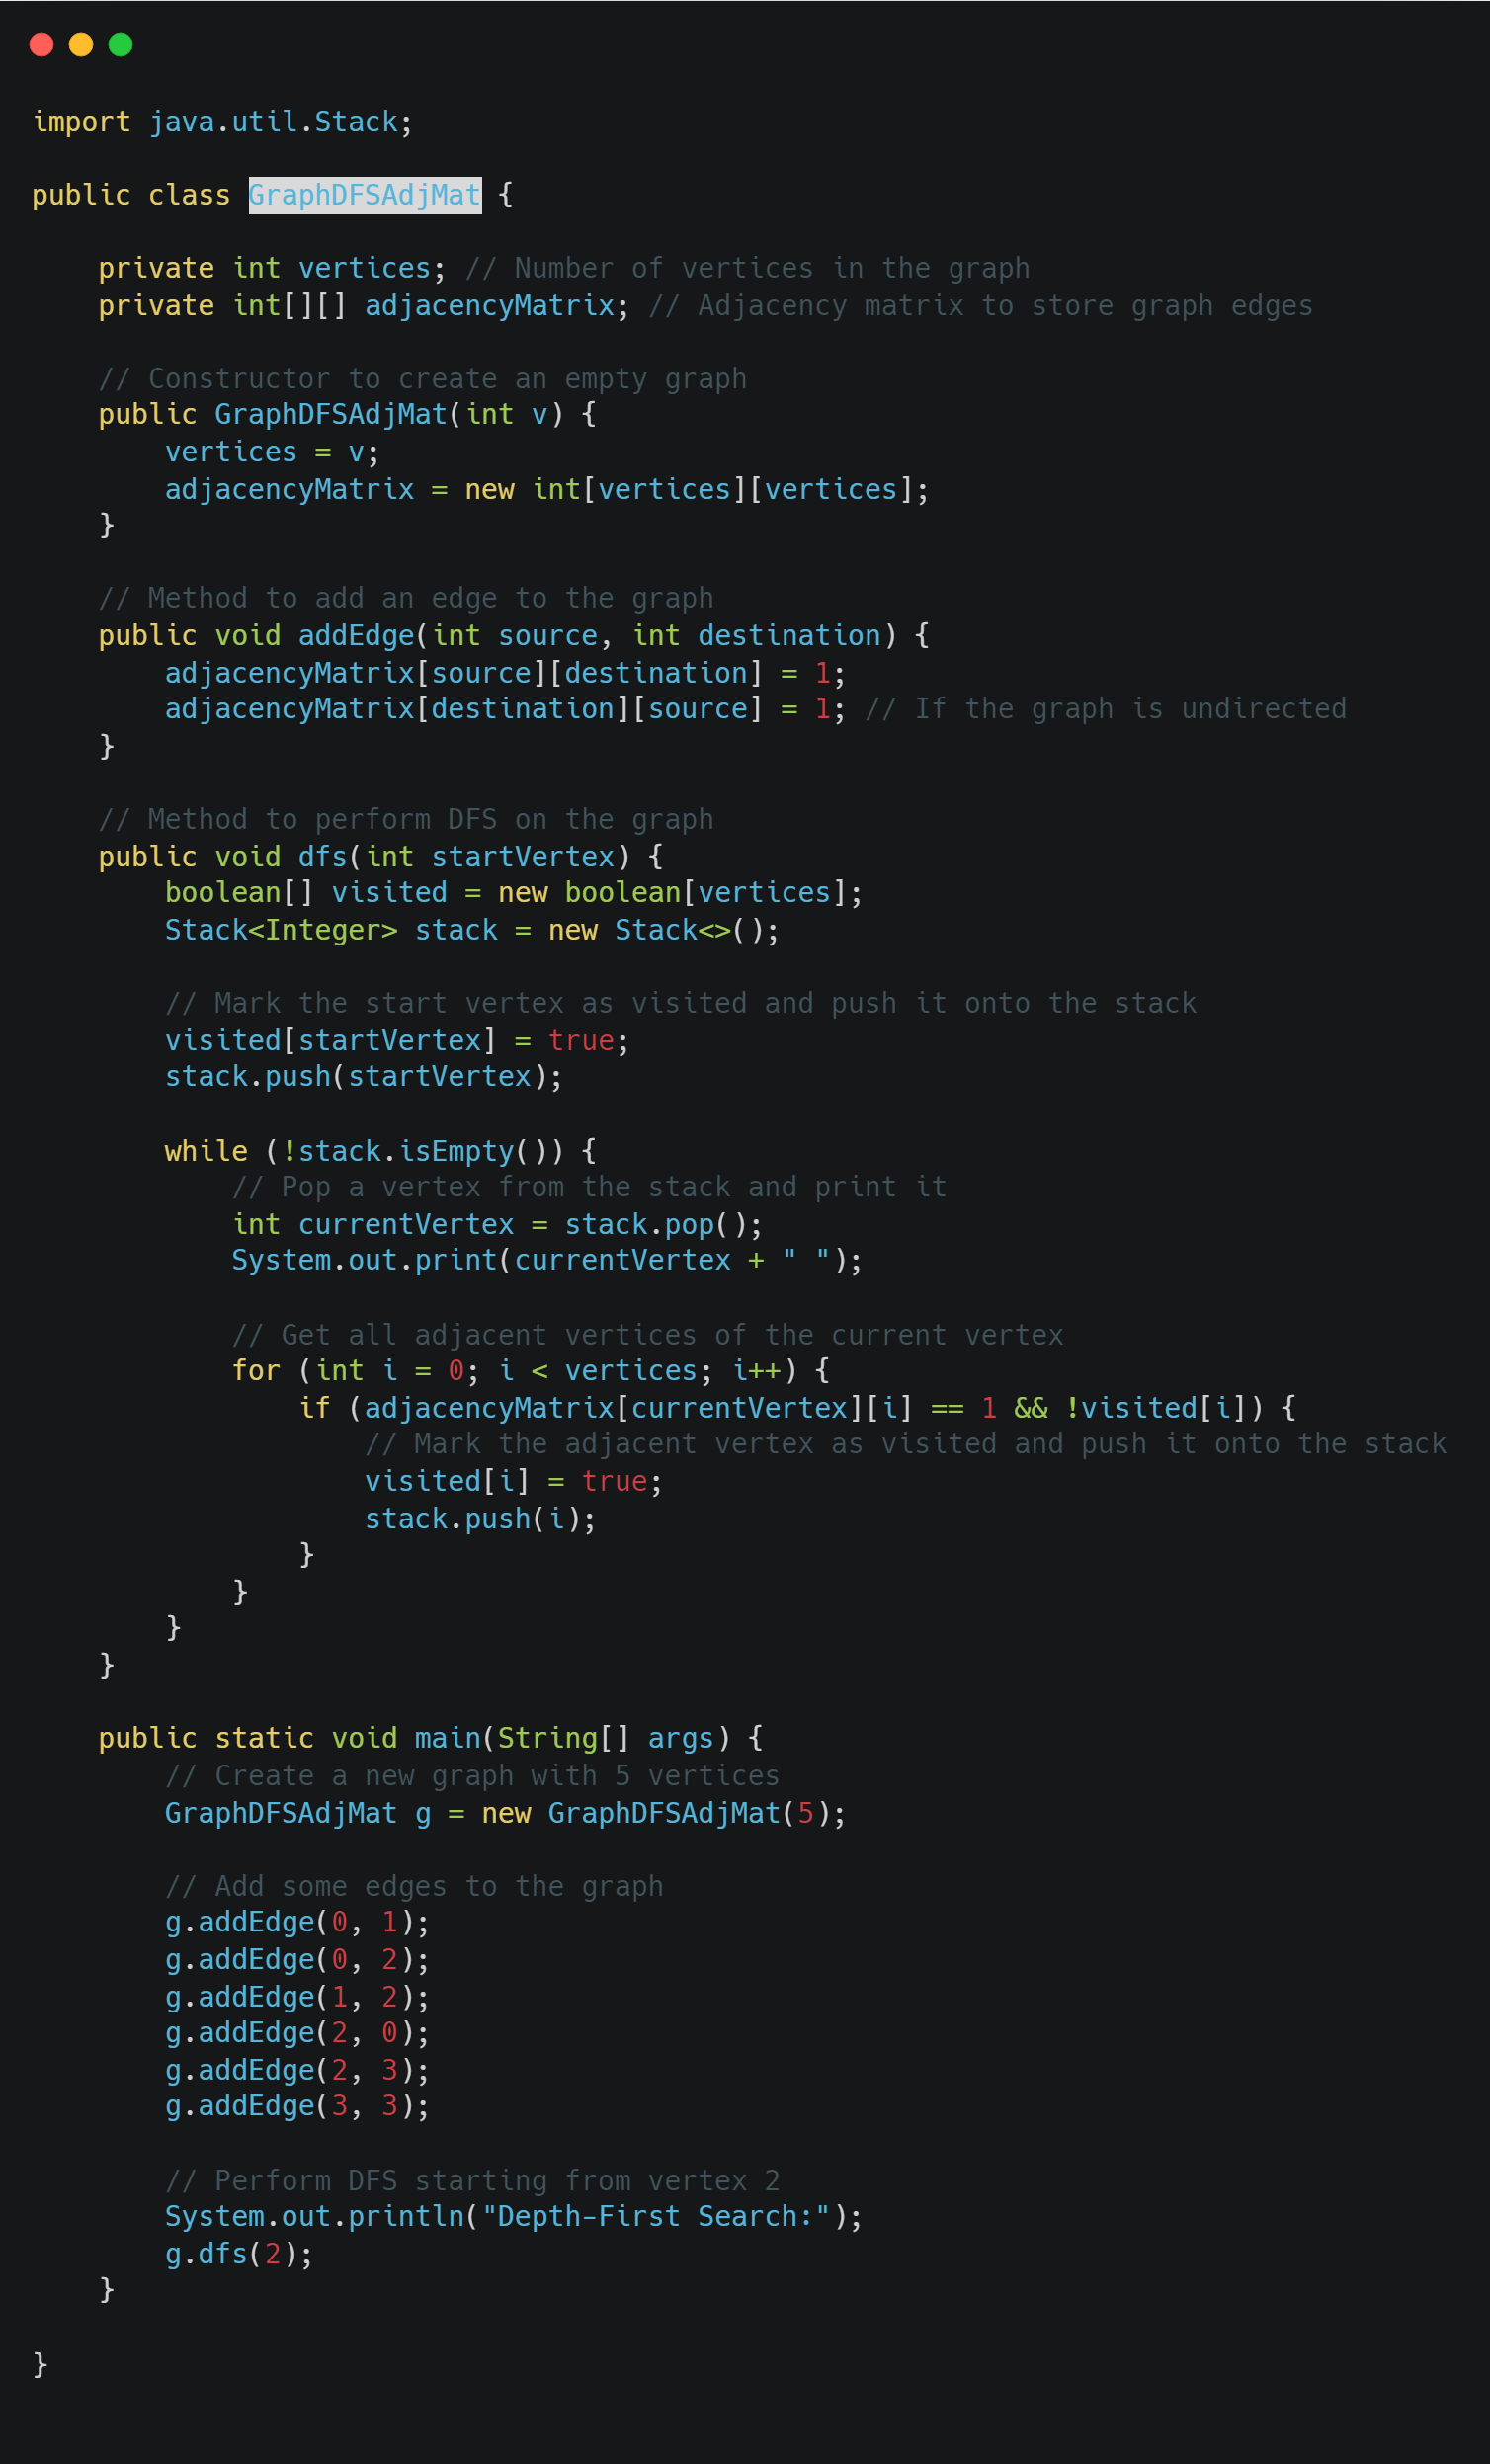 import java.util.Stack;
public class GraphDFSAdjMat {
private int vertices; // Number of vertices in the graph
private int[][] adjacencyMatrix; // Adjacency matrix to store graph edges
// Constructor to create an empty graph
public GraphDFSAdjMat(int v) {
vertices = v;
adjacencyMatrix = new int[vertices][vertices];
}
// Method to add an edge to the graph
public void addEdge(int source, int destination) {
adjacencyMatrix[source][destination] = 1;
adjacencyMatrix[destination][source] = 1; // If the graph is undirected
}
// Method to perform DFS on the graph
public void dfs(int startVertex) {
boolean[] visited = new boolean[vertices];
Stack<Integer> stack = new Stack<>();
// Mark the start vertex as visited and push it onto the stack
visited[startVertex] = true;
stack.push(startVertex);
while (!stack.isEmpty()) {
// Pop a vertex from the stack and print it
int currentVertex = stack.pop();
System.out.print(currentVertex + " ");
// Get all adjacent vertices of the current vertex
for (int i = 0; i < vertices; i++) {
if (adjacencyMatrix[currentVertex][i] == 1 && !visited[i]) {
// Mark the adjacent vertex as visited and push it onto the stack
visited[i] = true;
stack.push(i);
}
}
}
}
public static void main(String[] args) {
// Create a new graph with 5 vertices
GraphDFSAdjMat g = new GraphDFSAdjMat(5);
// Add some edges to the graph
g.addEdge(0, 1);
g.addEdge(0, 2);
g.addEdge(1, 2);
g.addEdge(2, 0);
g.addEdge(2, 3);
g.addEdge(3, 3);
// Perform DFS starting from vertex 2
System.out.println("Depth-First Search:");
g.dfs(2);
}
}